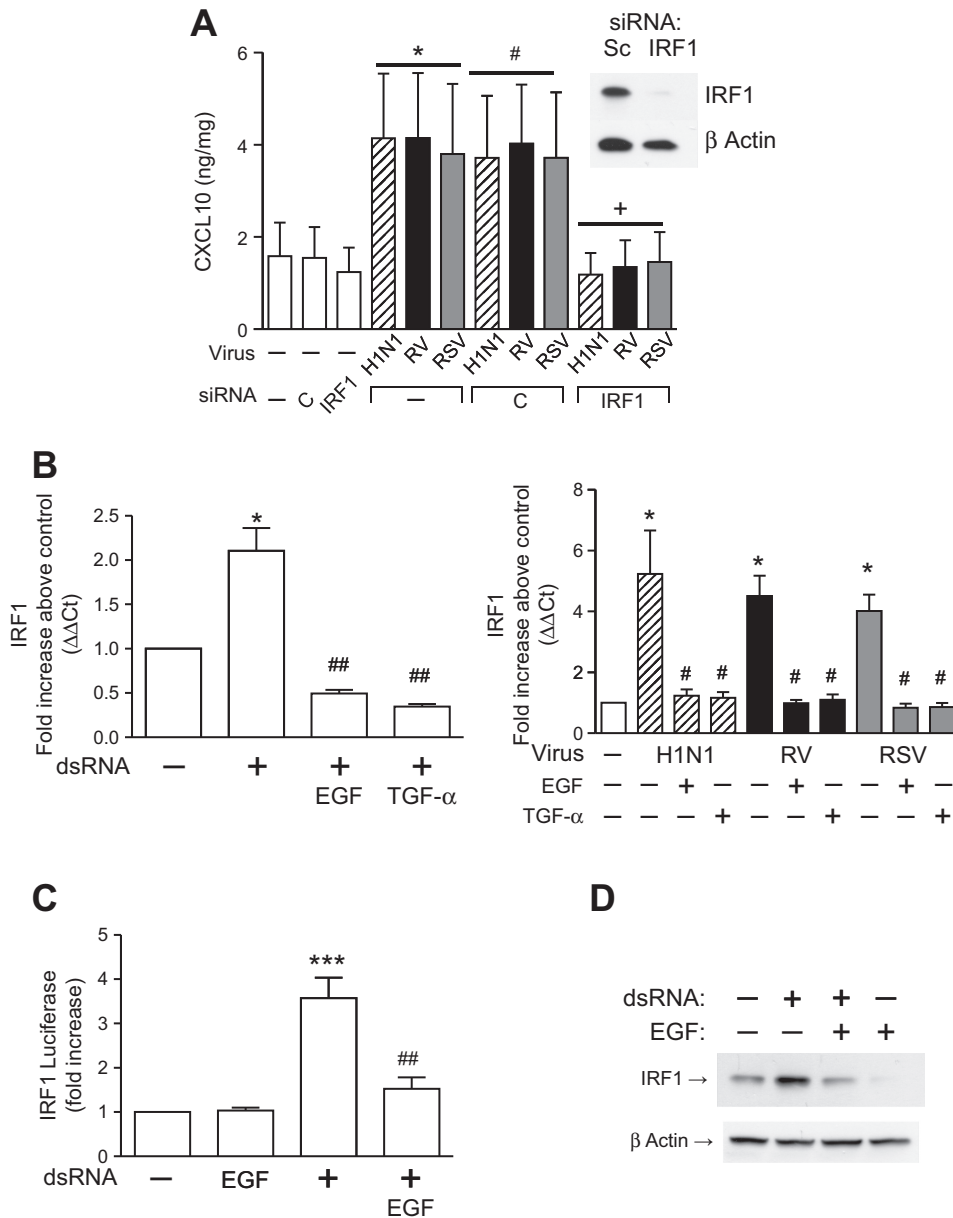 A
siRNA:
Sc IRF1
IRF1
β Actin
CXCL10 (ng/mg)
6
4
2
0
*
#
+
Virus – – – H1N1 RV RSV H1N1 RV RSV H1N1 RV RSV
siRNA – C IRF1 – C IRF1
B
IRF1
Fold increase above control
(ΔΔCt)
2.5
2.0
1.0
0.5
0.0
*
##
##
dsRNA – + + +
EGF TGF-α
IRF1
Fold increase above control
(ΔΔCt)
8
6
4
2
0
*
#
#
*
#
#
*
#
#
Virus – H1N1 RV RSV
EGF – – + – – + – – + –
TGF-α – – – + – – + – – +
C
IRF1 Luciferase
(fold increase)
5
4
3
2
1
0
***
##
dsRNA – EGF + +
EGF
D
dsRNA: – + + –
EGF: – – + +
IRF1 →
β Actin →